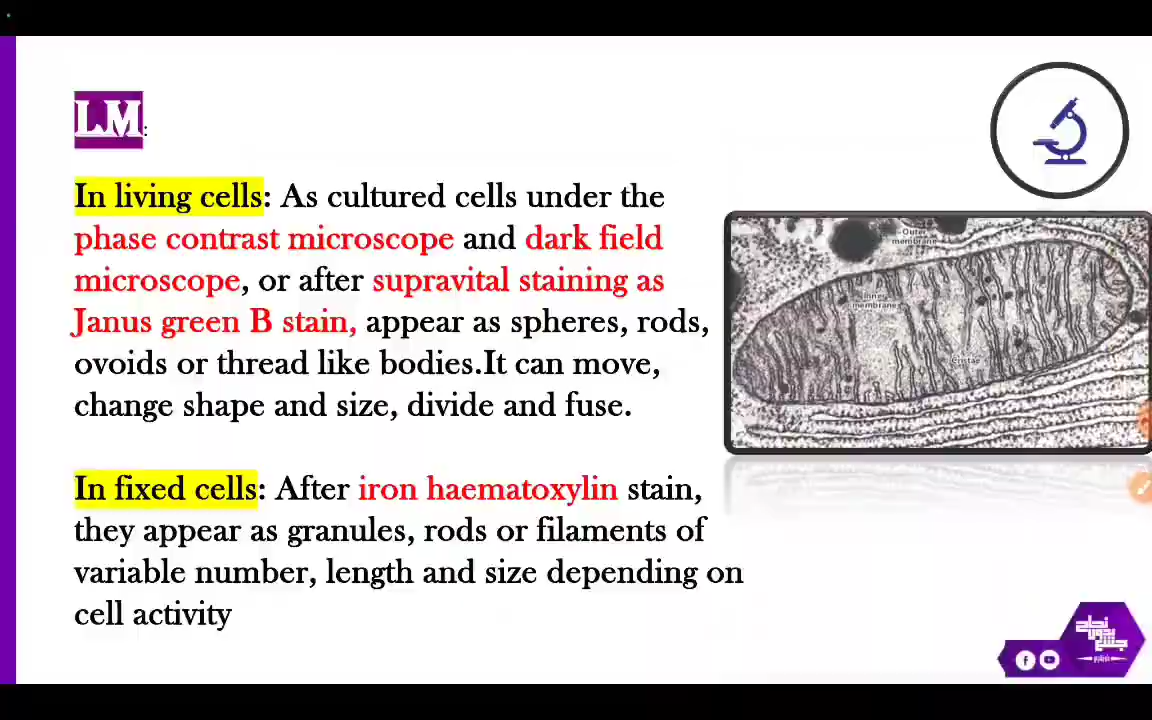 LM:
In living cells: As cultured cells under the
phase contrast microscope and dark field
microscope, or after supravital staining as
Janus green B stain, appear as spheres, rods,
ovoids or thread like bodies.It can move,
change shape and size, divide and fuse.
In fixed cells: After iron haematoxylin stain,
they appear as granules, rods or filaments of
variable number, length and size depending on
cell activity
Outer
membrane
Inner
membranes
Cristae